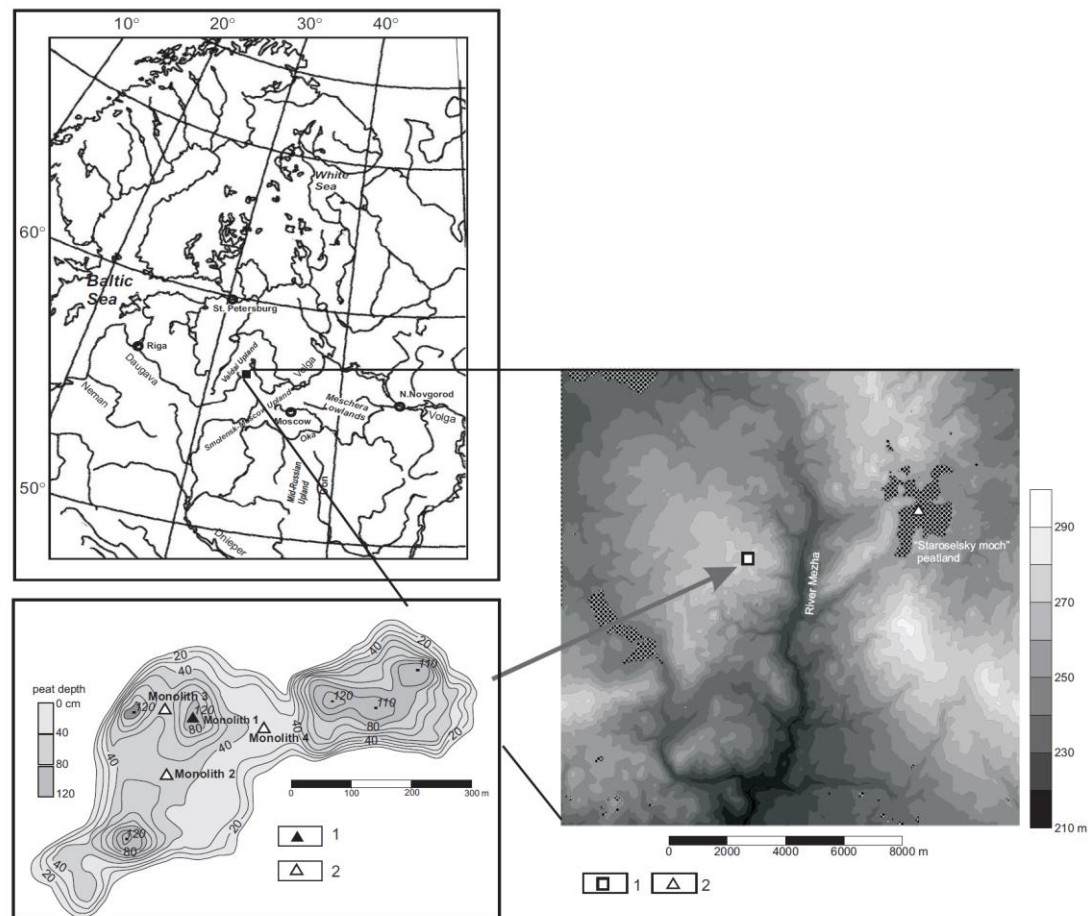 10° 20° 30° 40°
White
Sea
60°
Baltic
Sea
St. Petersburg
Riga
Daugava
Valdai Upland
Volga
Neman
N.Novgorod
Meschera
Lowlands
Volga
Smolensk-Moscow Upland
Moscow
Oka
50°
Mid-Russian
Upland
Don
Dnieper
"Staroselsky moch"
peatland
River Mezha
290
270
250
230
210 m
0 2000 4000 6000 8000 m
1 2
peat depth
0 cm
40
80
120
20
40
20
40
110
120
110
80
40
20
Monolith 3
120
120
Monolith 1
80
40
40
Monolith 4
40
Monolith 2
20
120
80
40
20
0 100 200 300 m
1
2